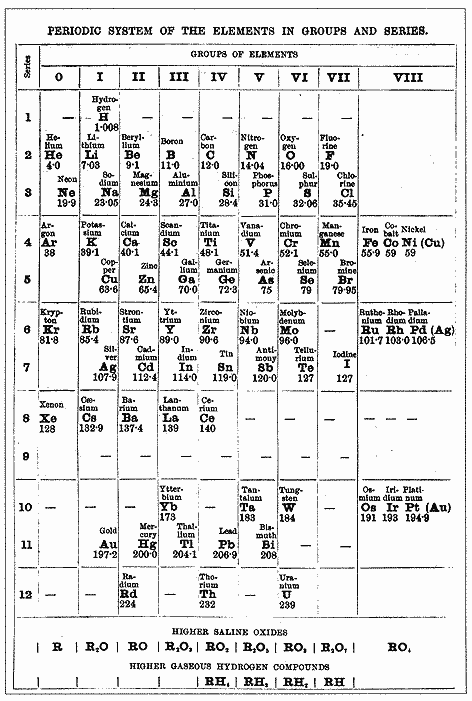 PERIODIC SYSTEM OF THE ELEMENTS IN GROUPS AND SERIES.
Series
GROUPS OF ELEMENTS
0 I II III IV V VI VII VIII
1 — Hydrogen H 1·008 — — — — — —
2 Helium He 4·0 Lithium Li 7·03 Beryllium Be 9·1 Boron B 11·0 Carbon C 12·0 Nitrogen N 14·04 Oxygen O 16·00 Fluorine F 19·0
3 Neon Ne 19·9 Sodium Na 23·05 Magnesium Mg 24·3 Aluminium Al 27·0 Silicon Si 28·4 Phosphorus P 31·0 Sulphur S 32·06 Chlorine Cl 35·45
4 Argon Ar 38 Potassium K 39·1 Calcium Ca 40·1 Scandium Sc 44·1 Titanium Ti 48·1 Vanadium V 51·4 Chromium Cr 52·1 Manganese Mn 55·0 Iron Fe 55·9 Cobalt Co 59 Nickel Ni 59 (Cu)
5 Copper Cu 63·6 Zinc Zn 65·4 Gallium Ga 70·0 Germanium Ge 72·3 Arsenic As 75 Selenium Se 79 Bromine Br 79·95
6 Krypton Kr 81·8 Rubidium Rb 85·4 Strontium Sr 87·6 Yttrium Y 89·0 Zirconium Zr 90·6 Niobium Nb 94·0 Molybdenum Mo 96·0 — Ruthenium Ru 101·7 Rhodium Rh 103·0 Palladium Pd 106·5 (Ag)
7 Silver Ag 107·9 Cadmium Cd 112·4 Indium In 114·0 Tin Sn 119·0 Antimony Sb 120·0 Tellurium Te 127 Iodine I 127
8 Xenon Xe 128 Cæsium Cs 132·9 Barium Ba 137·4 Lanthanum La 139 Cerium Ce 140 — — — — — —
9 — — — — — — —
10 — — — Ytterbium Yb 173 — Tantalum Ta 183 Tungsten W 184 — Osmium Os 191 Iridium Ir 193 Platinum Pt 194·9 (Au)
11 Gold Au 197·2 Mercury Hg 200·0 Thallium Tl 204·1 Lead Pb 206·9 Bismuth Bi 208 — —
12 — — Radium Rd 224 — Thorium Th 232 — Uranium U 239
HIGHER SALINE OXIDES
R R₂O RO R₂O₃ RO₂ R₂O₅ RO₃ R₂O₇ RO₄
HIGHER GASEOUS HYDROGEN COMPOUNDS
RH₄ RH₃ RH₂ RH